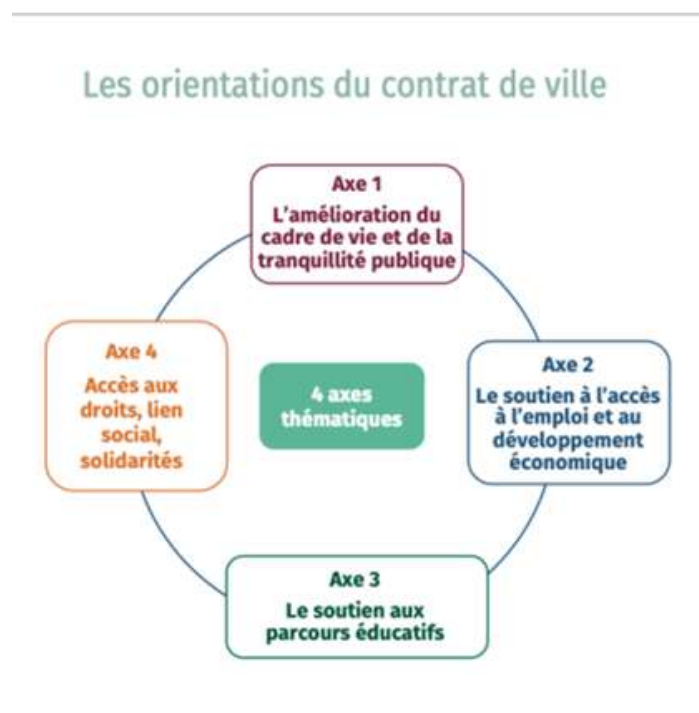 Les orientations du contrat de ville
Axe 1
L'amélioration du
cadre de vie et de la
tranquillité publique
Axe 2
Le soutien à l'accès
à l'emploi et au
développement
économique
Axe 3
Le soutien aux
parcours éducatifs
Axe 4
Accès aux
droits, lien
social,
solidarités
4 axes
thématiques